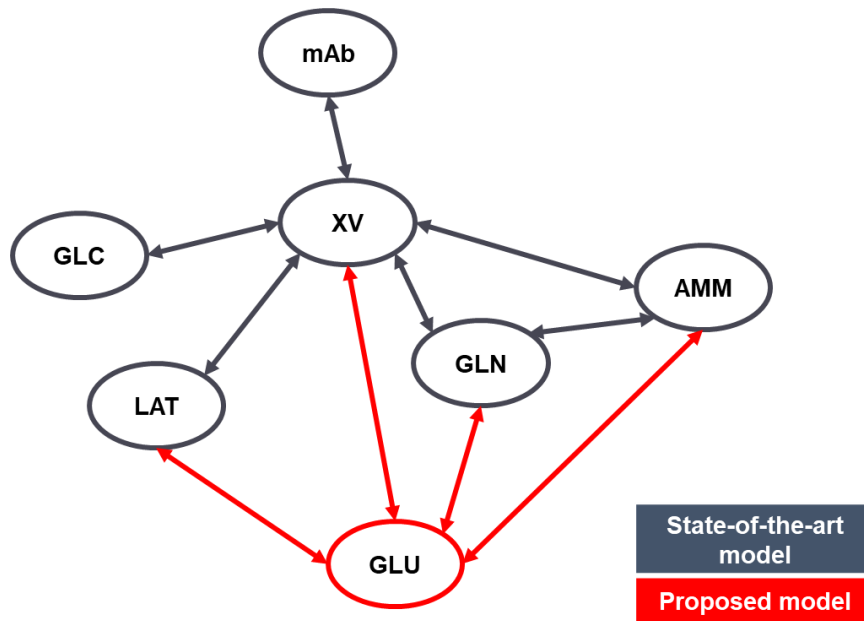 mAb
XV
GLC
AMM
GLN
LAT
GLU
State-of-the-art
model
Proposed model